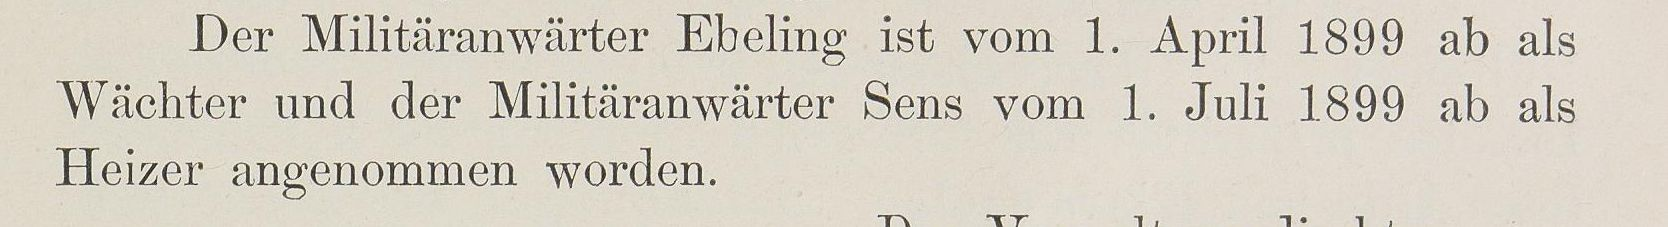 Der Militäranwärter Ebeling ist vom 1. April 1899 ab als
Wächter und der Militäranwärter Sens vom 1. Juli 1899 ab als
Heizer angenommen worden.